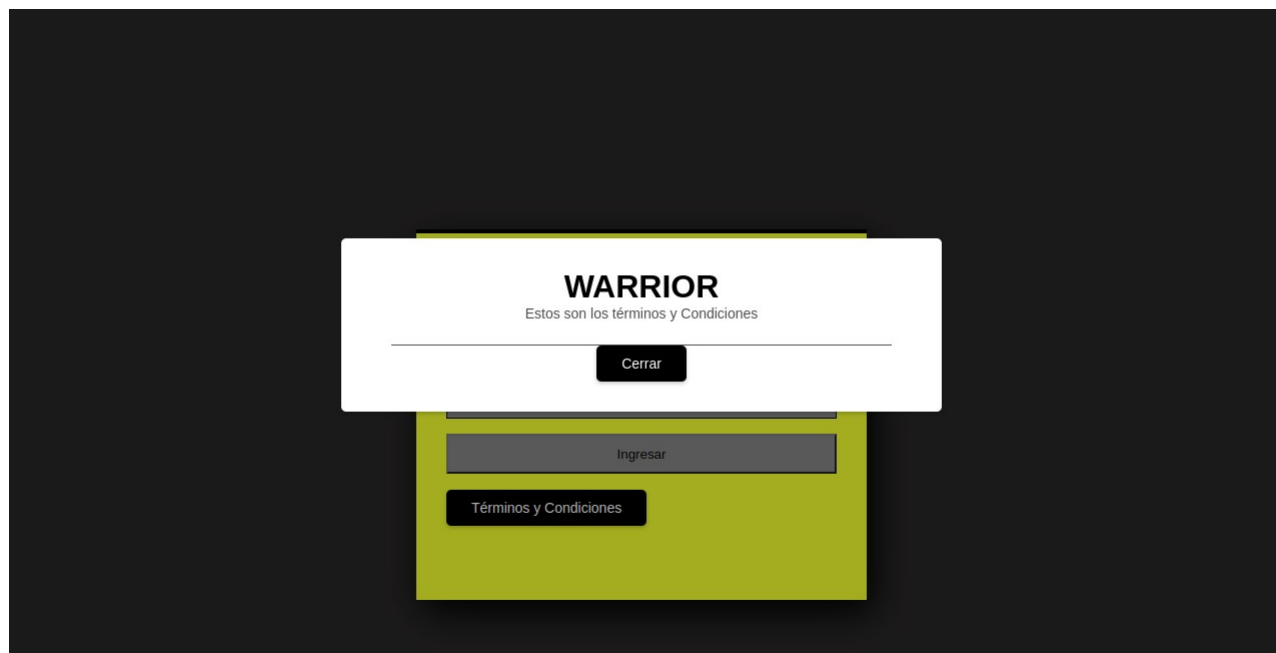 WARRIOR
Estos son los términos y Condiciones
Cerrar
Ingresar
Términos y Condiciones